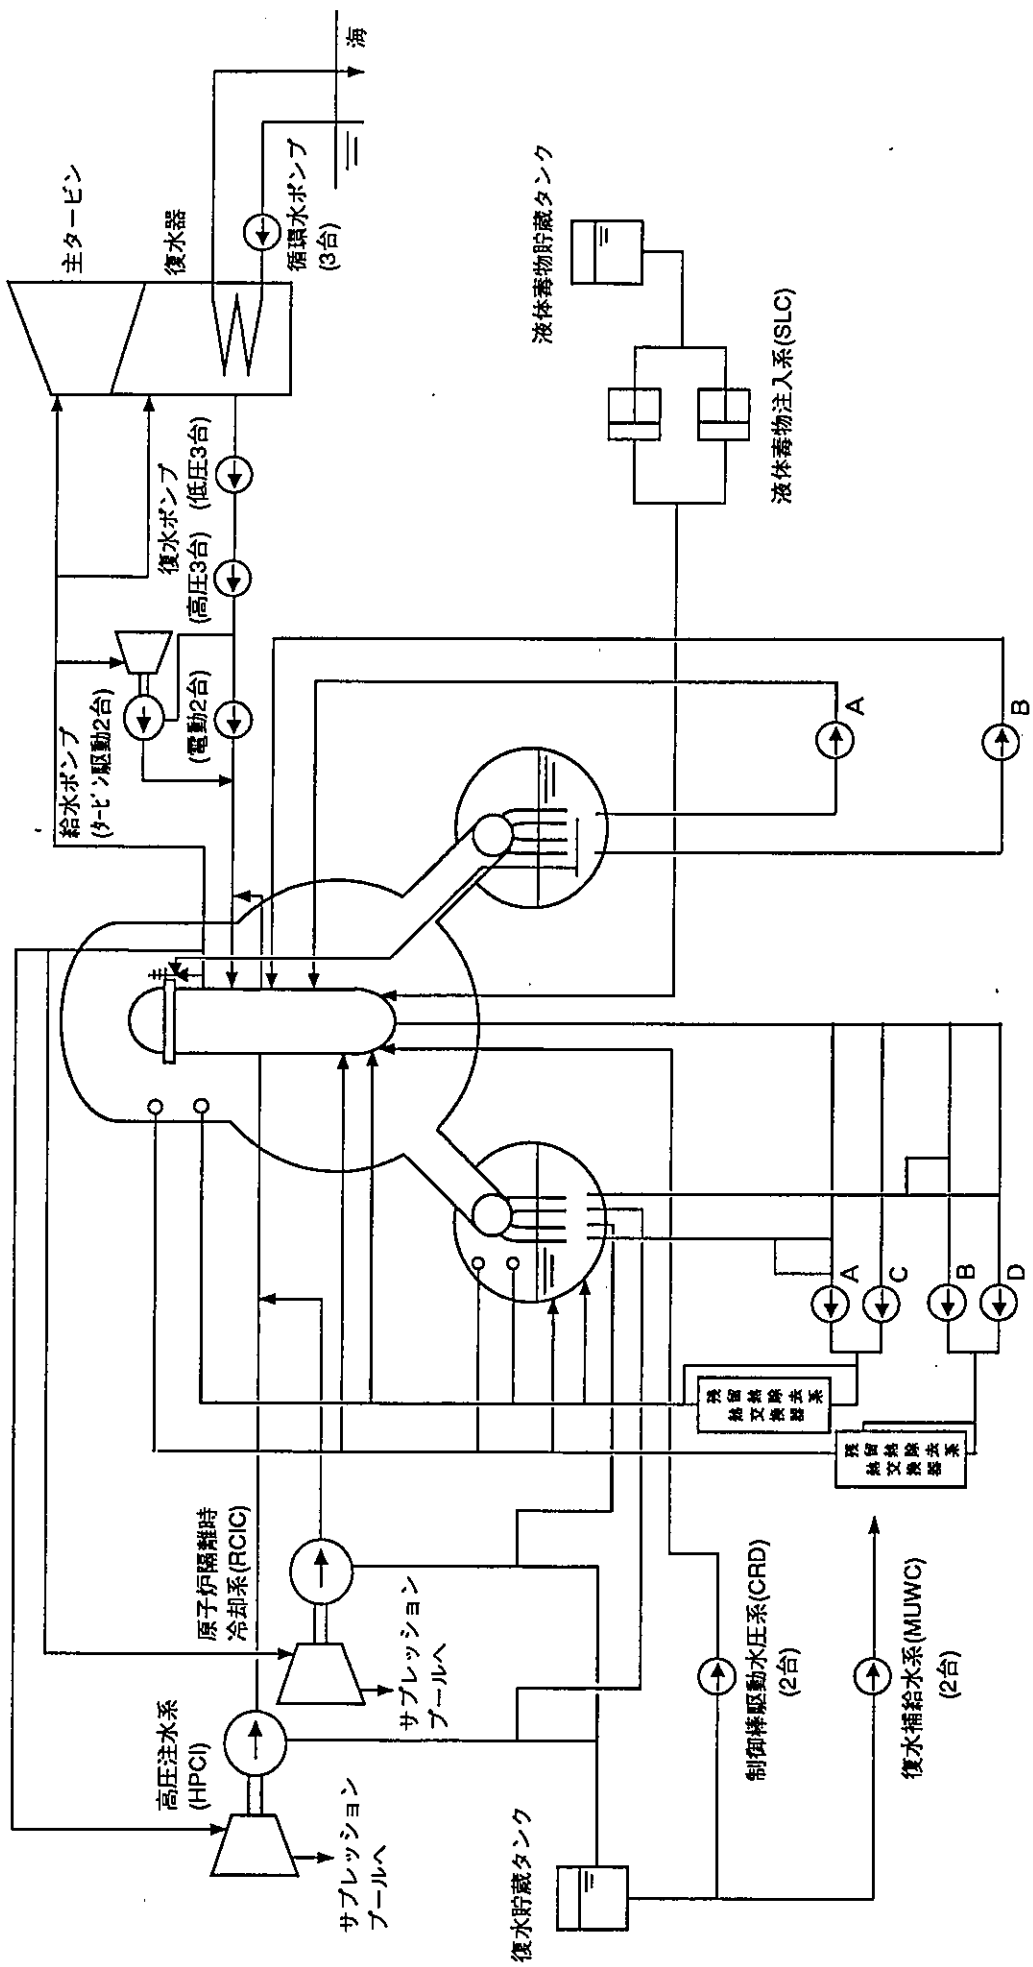 主タービン
復水器
循環水ポンプ
(3台)
海
復水ポンプ
(高圧3台)
(低圧3台)
給水ポンプ
(タービン駆動2台)
(電動2台)
液体毒物貯蔵タンク
液体毒物注入系(SLC)
A
B
A
C
B
D
残留熱除去系
熱交換器
残留熱除去系
熱交換器
原子炉隔離時
冷却系(RCIC)
サプレッション
プールへ
高圧注水系
(HPCI)
サプレッション
プールへ
復水貯蔵タンク
制御棒駆動水圧系(CRD)
(2台)
復水補給水系(MUWC)
(2台)